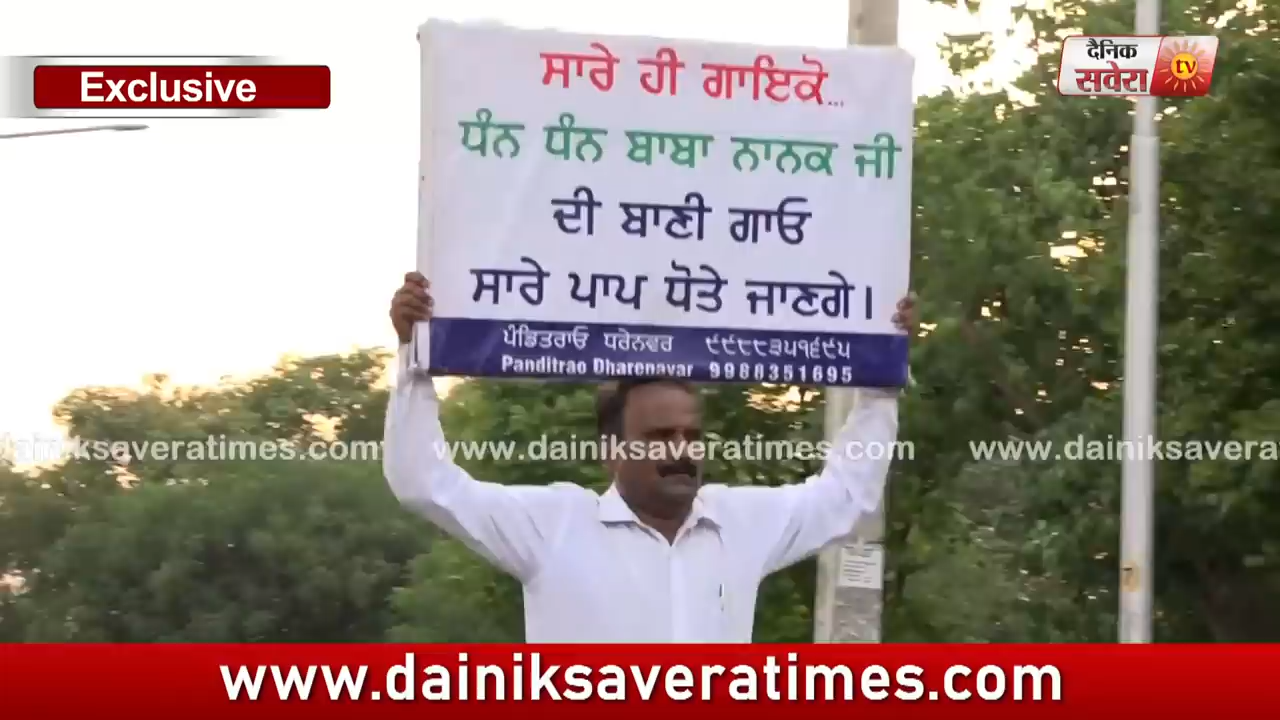 Exclusive
दैनिक
सवेरा tv
ਸਾਰੇ ਹੀ ਗਾਇਕੋ...
ਧੰਨ ਧੰਨ ਬਾਬਾ ਨਾਨਕ ਜੀ
ਦੀ ਬਾਣੀ ਗਾਓ
ਸਾਰੇ ਪਾਪ ਧੋਤੇ ਜਾਣਗੇ।
ਪੰਡਿਤਰਾਓ ਧਰੇਨਵਰ ੯੯੮੮੩੫੧੬੯੫
Panditrao Dharenavar 9988351695
www.dainiksaveratimes.com www.dainiksaveratimes.com www.dainiksaverati
www.dainiksaveratimes.com